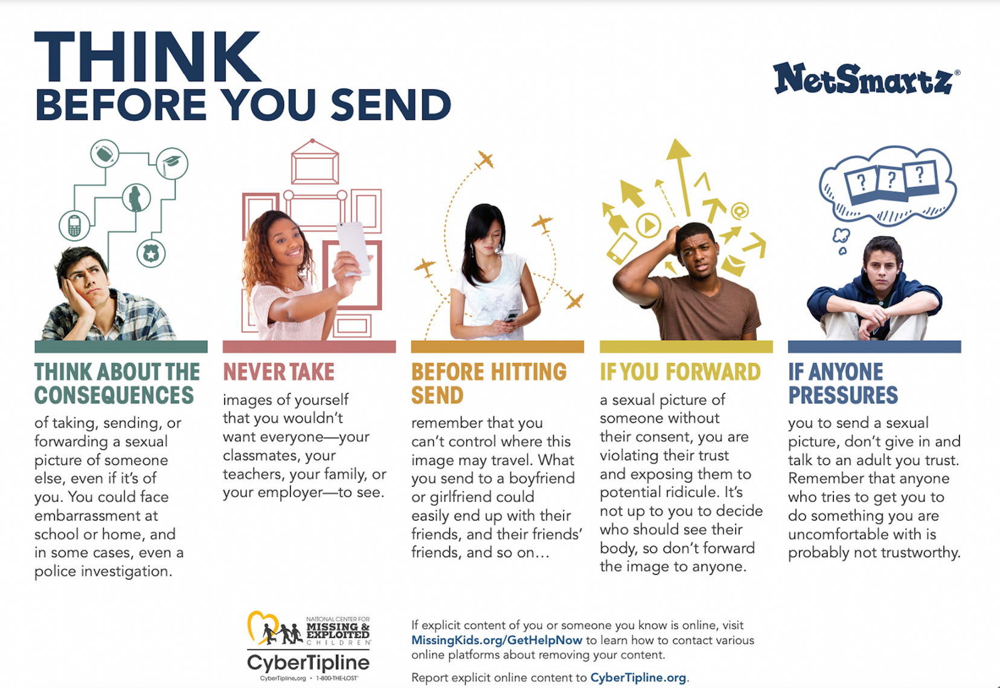 THINK
BEFORE YOU SEND
NetSmartz®
? ? ?
@
THINK ABOUT THE
CONSEQUENCES
of taking, sending, or
forwarding a sexual
picture of someone
else, even if it's of
you. You could face
embarrassment at
school or home, and
in some cases, even a
police investigation.
NEVER TAKE
images of yourself
that you wouldn't
want everyone—your
classmates, your
teachers, your family, or
your employer—to see.
BEFORE HITTING
SEND
remember that you
can't control where this
image may travel. What
you send to a boyfriend
or girlfriend could
easily end up with their
friends, and their friends'
friends, and so on...
IF YOU FORWARD
a sexual picture of
someone without
their consent, you are
violating their trust
and exposing them to
potential ridicule. It's
not up to you to decide
who should see their
body, so don't forward
the image to anyone.
IF ANYONE
PRESSURES
you to send a sexual
picture, don't give in and
talk to an adult you trust.
Remember that anyone
who tries to get you to
do something you are
uncomfortable with is
probably not trustworthy.
NATIONAL CENTER FOR
MISSING &
EXPLOITED
CHILDREN
CyberTipline
CyberTipline.org • 1-800-THE-LOST®
If explicit content of you or someone you know is online, visit
MissingKids.org/GetHelpNow to learn how to contact various
online platforms about removing your content.
Report explicit online content to CyberTipline.org.